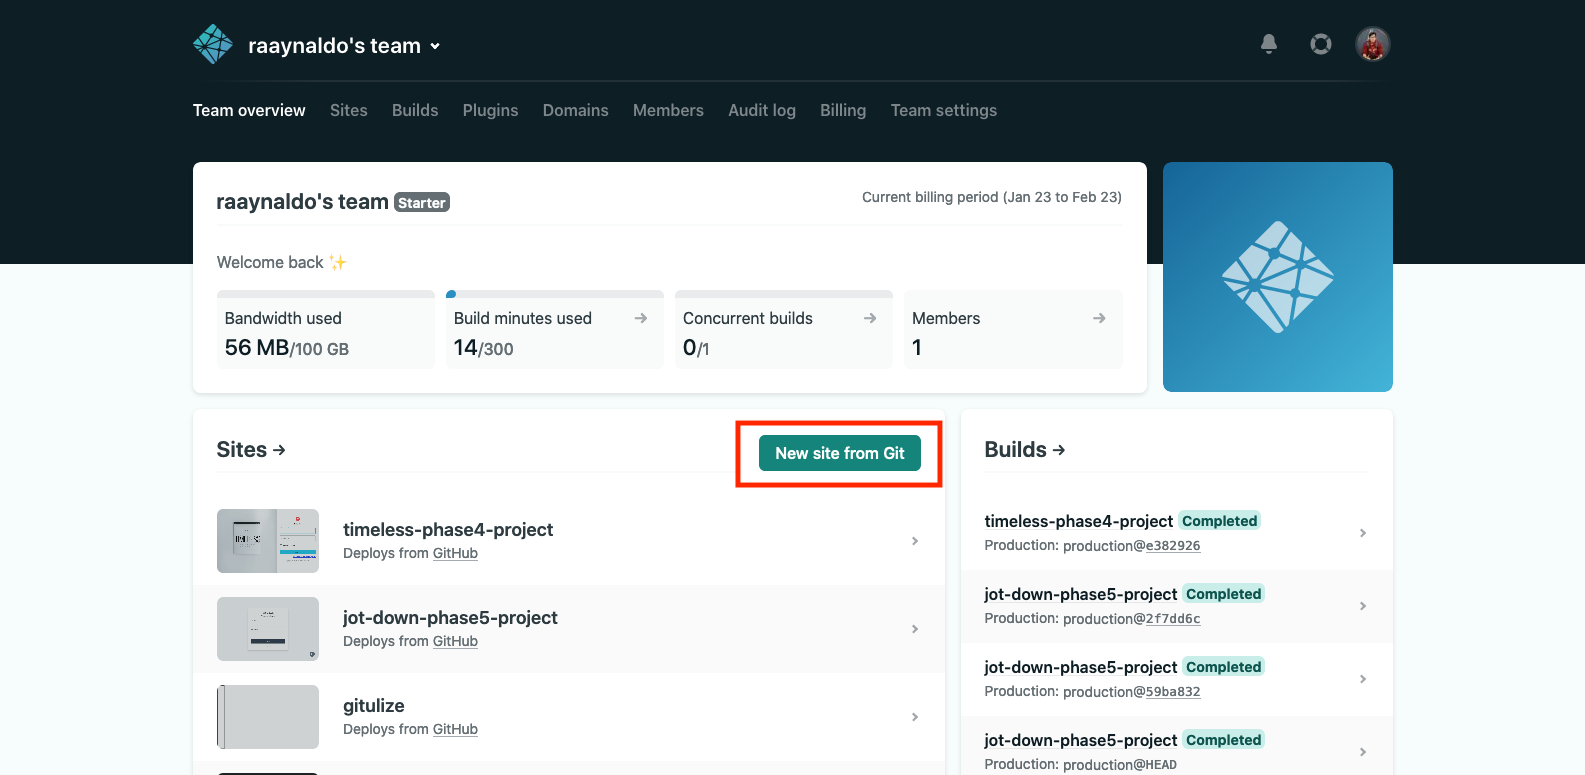 raaynaldo's team
Team overview Sites Builds Plugins Domains Members Audit log Billing Team settings
raaynaldo's team Starter
Current billing period (Jan 23 to Feb 23)
Welcome back ✨
Bandwidth used
56 MB/100 GB
Build minutes used →
14/300
Concurrent builds →
0/1
Members →
1
Sites →
New site from Git
timeless-phase4-project
Deploys from GitHub
jot-down-phase5-project
Deploys from GitHub
gitulize
Deploys from GitHub
Builds →
timeless-phase4-project Completed
Production: production@e382926
jot-down-phase5-project Completed
Production: production@2f7dd6c
jot-down-phase5-project Completed
Production: production@59ba832
jot-down-phase5-project Completed
Production: production@HEAD